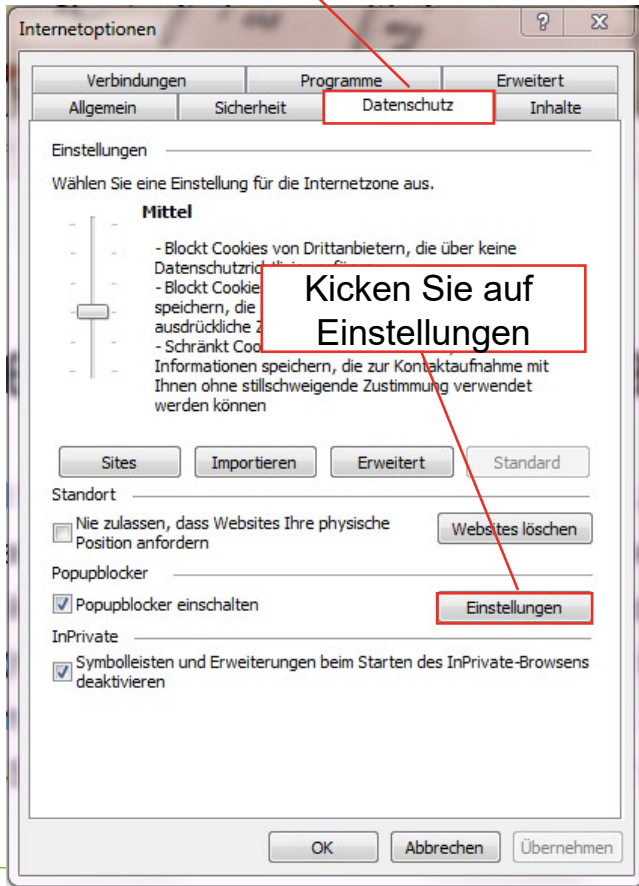 Internetoptionen
Verbindungen Programme Erweitert
Allgemein Sicherheit Datenschutz Inhalte
Einstellungen
Wählen Sie eine Einstellung für die Internetzone aus.
Mittel
- Blockt Cookies von Drittanbietern, die über keine
- Blockt
speichern, die
ausdrückliche
- Schränkt
Informationen speichern, die zur Kontaktaufnahme mit
Ihnen ohne stillschweigende Zustimmung verwendet
werden können
Kicken Sie auf
Einstellungen
Sites Importieren Erweitert Standard
Standort
Nie zulassen, dass Websites Ihre physische
Position anfordern
Websites löschen
Popupblocker
Popupblocker einschalten
Einstellungen
InPrivate
Symbolleisten und Erweiterungen beim Starten des InPrivate-Browsens
deaktivieren
OK Abbrechen Übernehmen